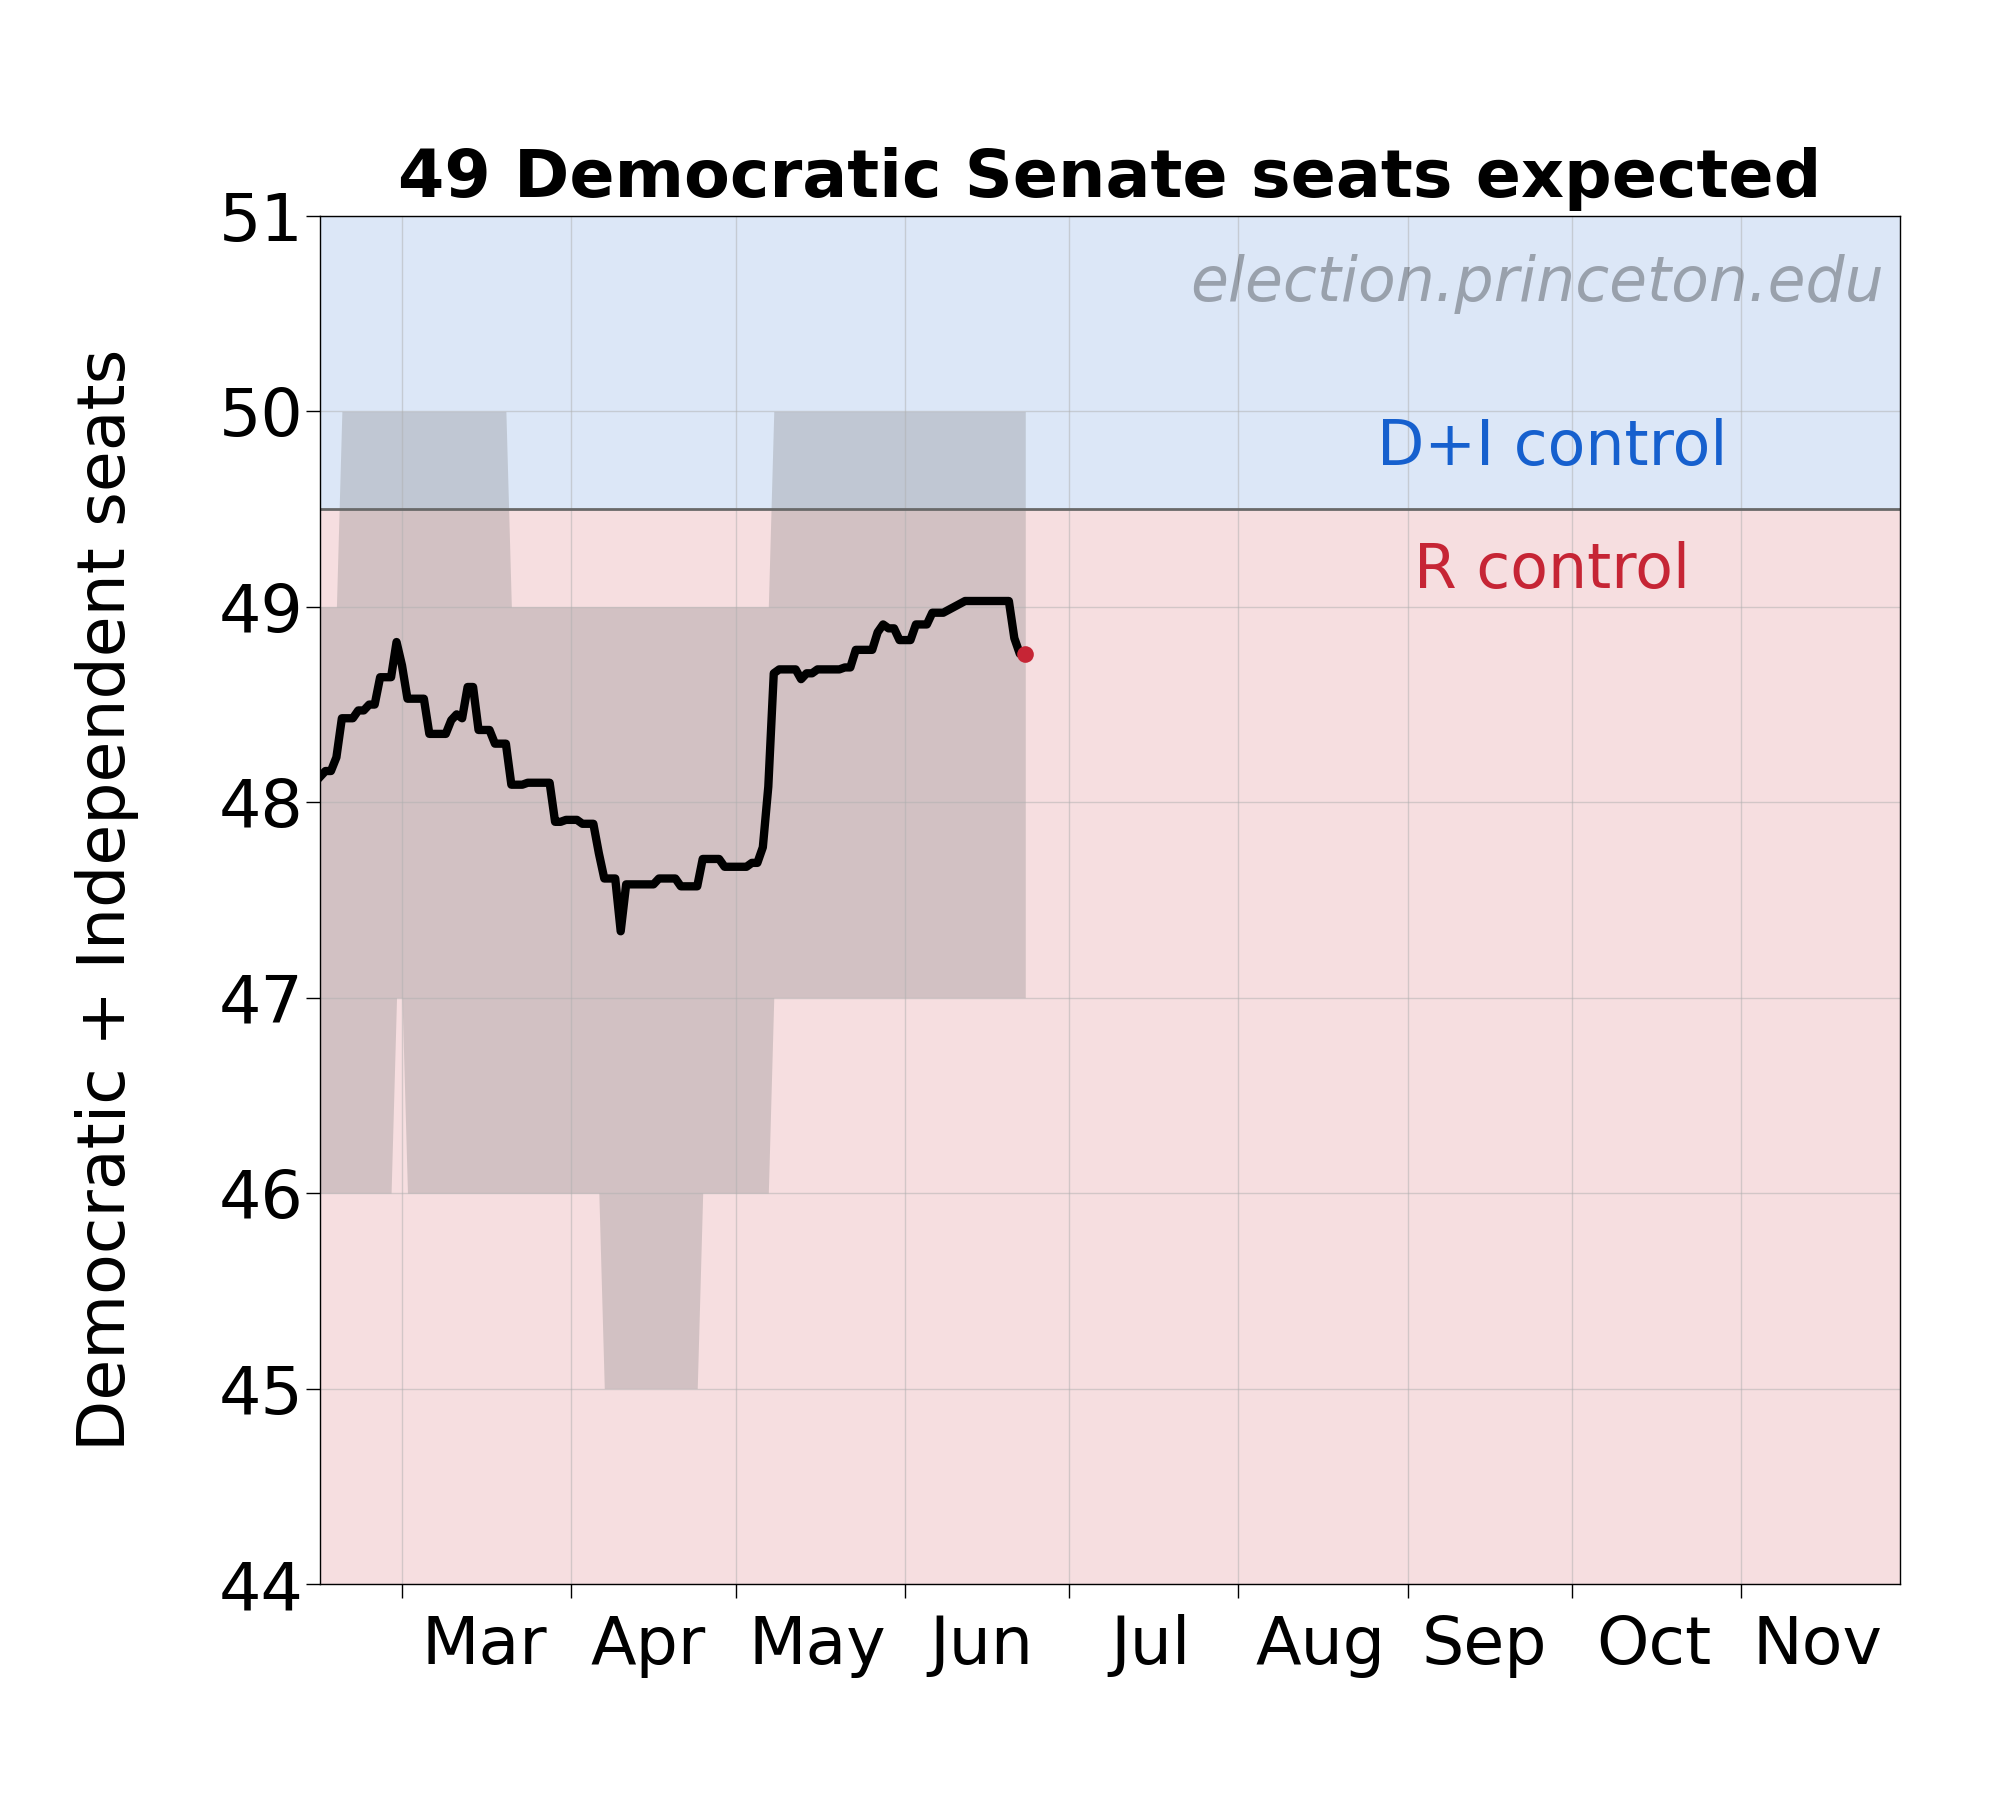 49 Democratic Senate seats expected
election.princeton.edu
D+I control
R control
Democratic + Independent seats
51
50
49
48
47
46
45
44
Mar Apr May Jun Jul Aug Sep Oct Nov